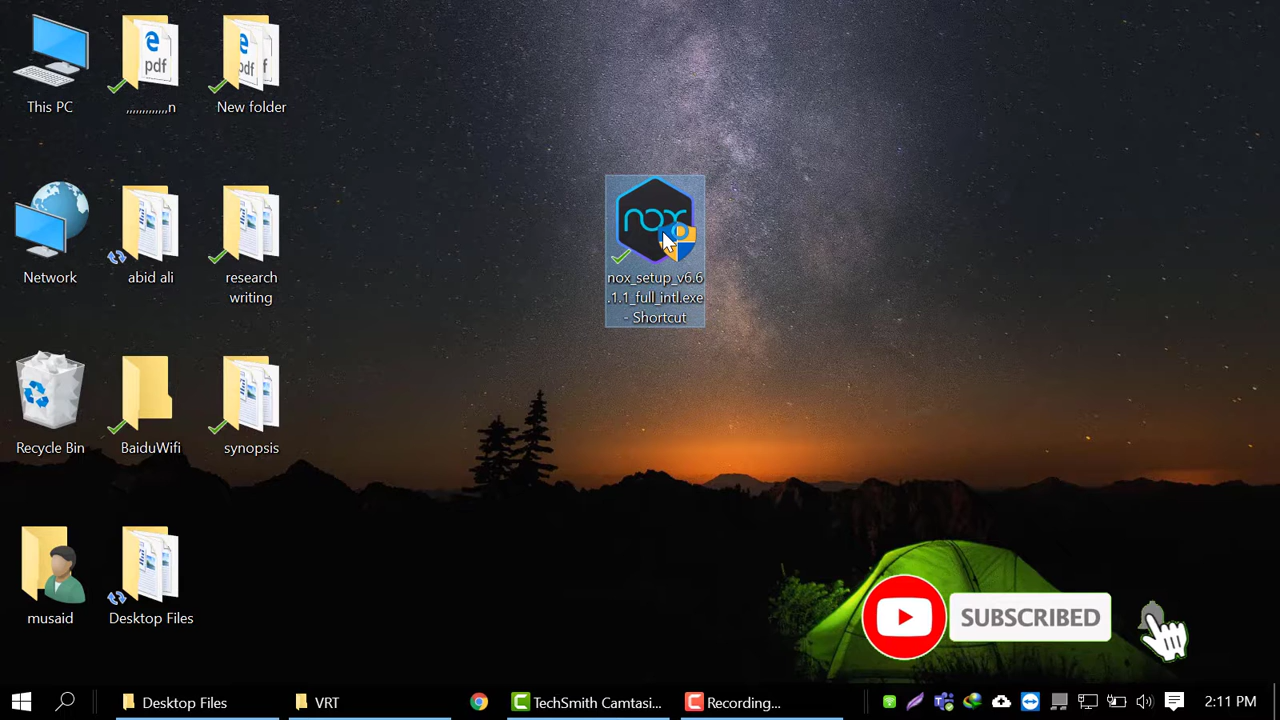 This PC
,,,,,,,,,,,,,n
New folder
Network
abid ali
research
writing
nox
nox_setup_v6.6
.1.1_full_intl.exe
- Shortcut
Recycle Bin
BaiduWifi
synopsis
musaid
Desktop Files
pdf
pdf
SUBSCRIBED
Desktop Files
VRT
TechSmith Camtasi...
Recording...
2:11 PM